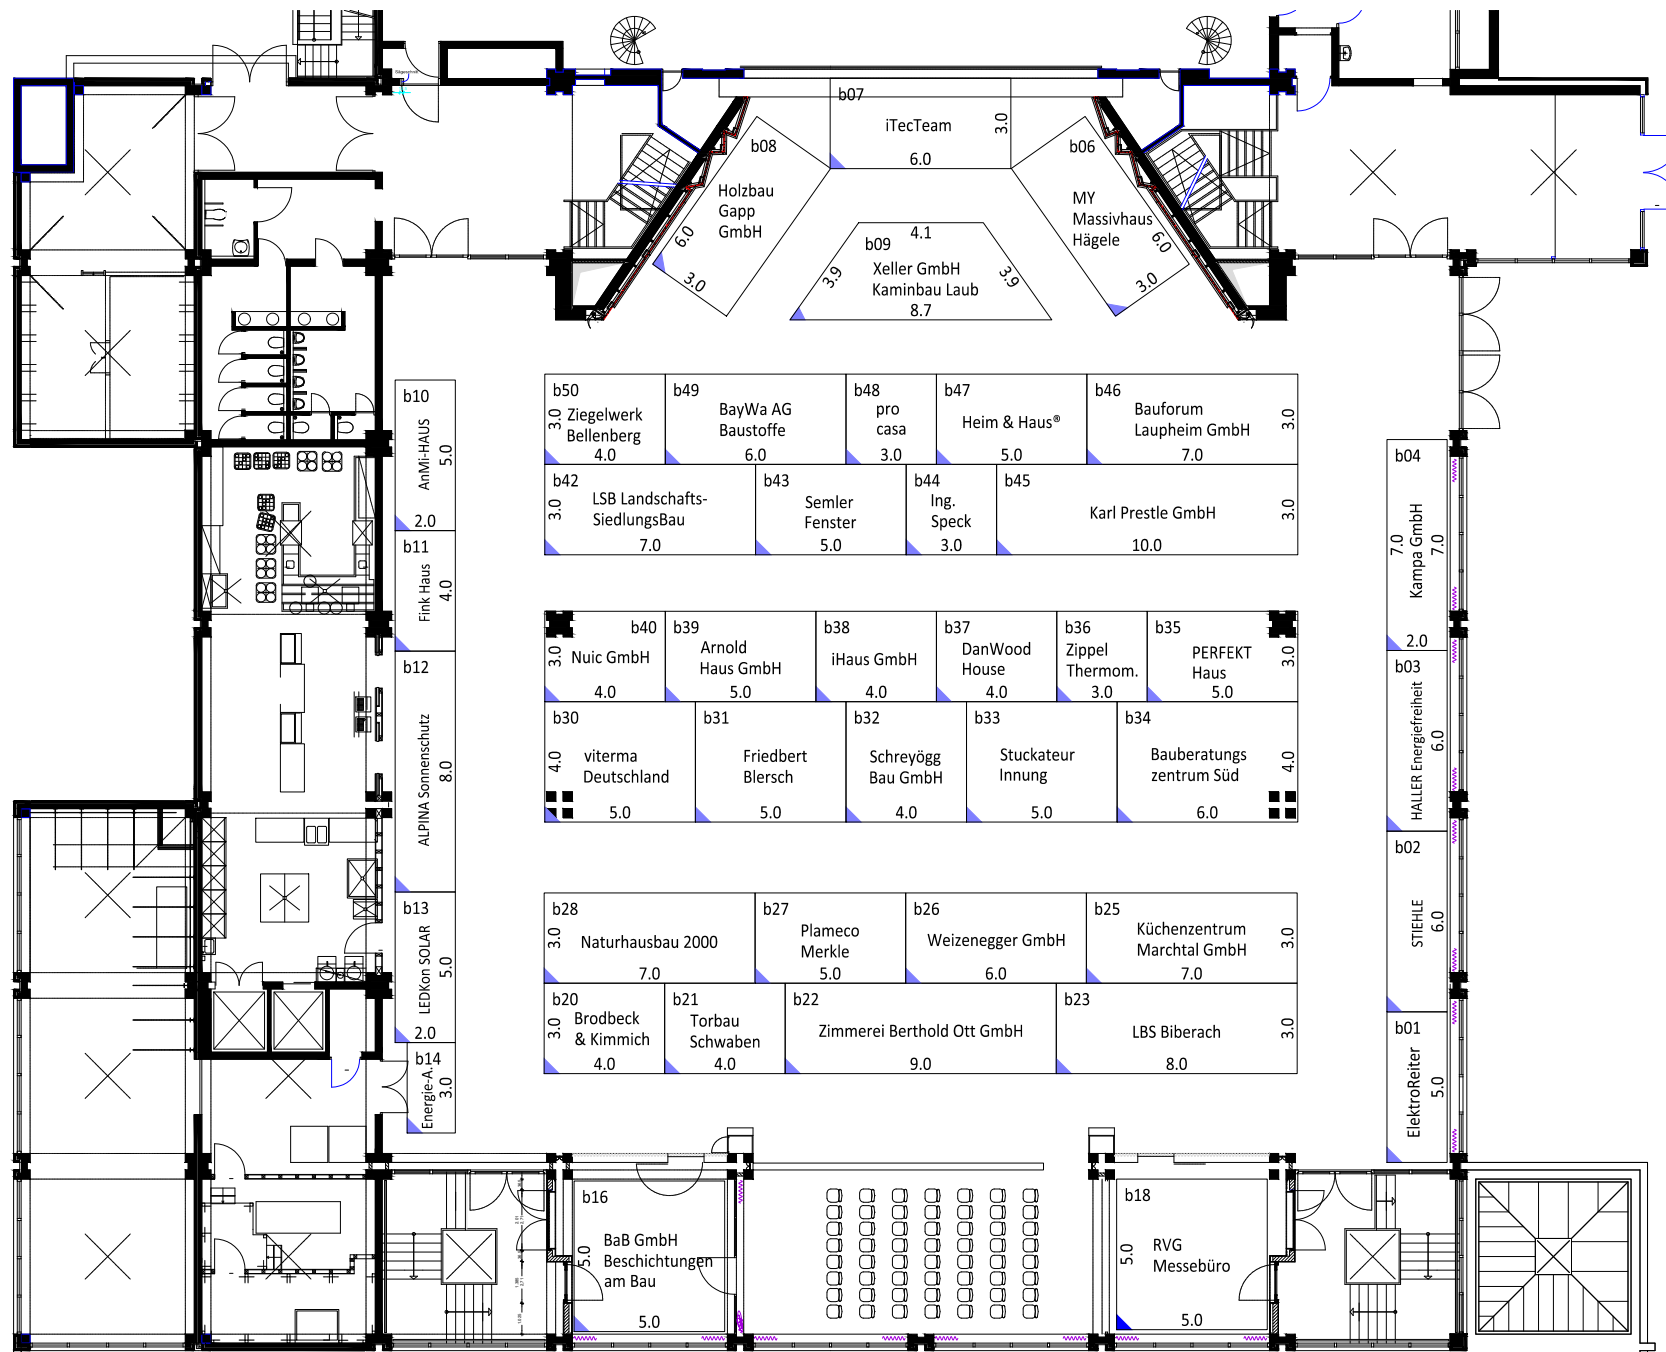 b07
iTecTeam
3.0
6.0
b08
Holzbau
Gapp
GmbH
6.0
3.0
b06
MY
Massivhaus
Hägele
6.0
3.0
4.1
b09
Xeller GmbH
Kaminbau Laub
3.9
3.9
8.7
b10
AnMi-HAUS
5.0
2.0
b11
Fink Haus
4.0
b12
ALPINA Sonnenschutz
8.0
b13
LEDKon SOLAR
5.0
2.0
b14
Energie-A.
3.0
b50
3.0
Ziegelwerk
Bellenberg
4.0
b49
BayWa AG
Baustoffe
6.0
b48
pro
casa
3.0
b47
Heim & Haus®
5.0
b46
Bauforum
Laupheim GmbH
3.0
7.0
b42
3.0
LSB Landschafts-
SiedlungsBau
7.0
b43
Semler
Fenster
5.0
b44
Ing.
Speck
3.0
b45
Karl Prestle GmbH
3.0
10.0
b40
3.0
Nuic GmbH
4.0
b39
Arnold
Haus GmbH
5.0
b38
iHaus GmbH
4.0
b37
DanWood
House
4.0
b36
Zippel
Thermom.
3.0
b35
PERFEKT
Haus
3.0
5.0
b30
4.0
viterma
Deutschland
5.0
b31
Friedbert
Blersch
5.0
b32
Schreyögg
Bau GmbH
4.0
b33
Stuckateur
Innung
5.0
b34
Bauberatungs
zentrum Süd
4.0
6.0
b28
3.0
Naturhausbau 2000
7.0
b27
Plameco
Merkle
5.0
b26
Weizenegger GmbH
6.0
b25
Küchenzentrum
Marchtal GmbH
3.0
7.0
b20
3.0
Brodbeck
& Kimmich
4.0
b21
Torbau
Schwaben
4.0
b22
Zimmerei Berthold Ott GmbH
9.0
b23
LBS Biberach
3.0
8.0
b04
7.0
Kampa GmbH
7.0
2.0
b03
HALLER Energiefreiheit
6.0
b02
STIEHLE
6.0
b01
ElektroReiter
5.0
b16
5.0
BaB GmbH
Beschichtungen
am Bau
5.0
b18
5.0
RVG
Messebüro
5.0